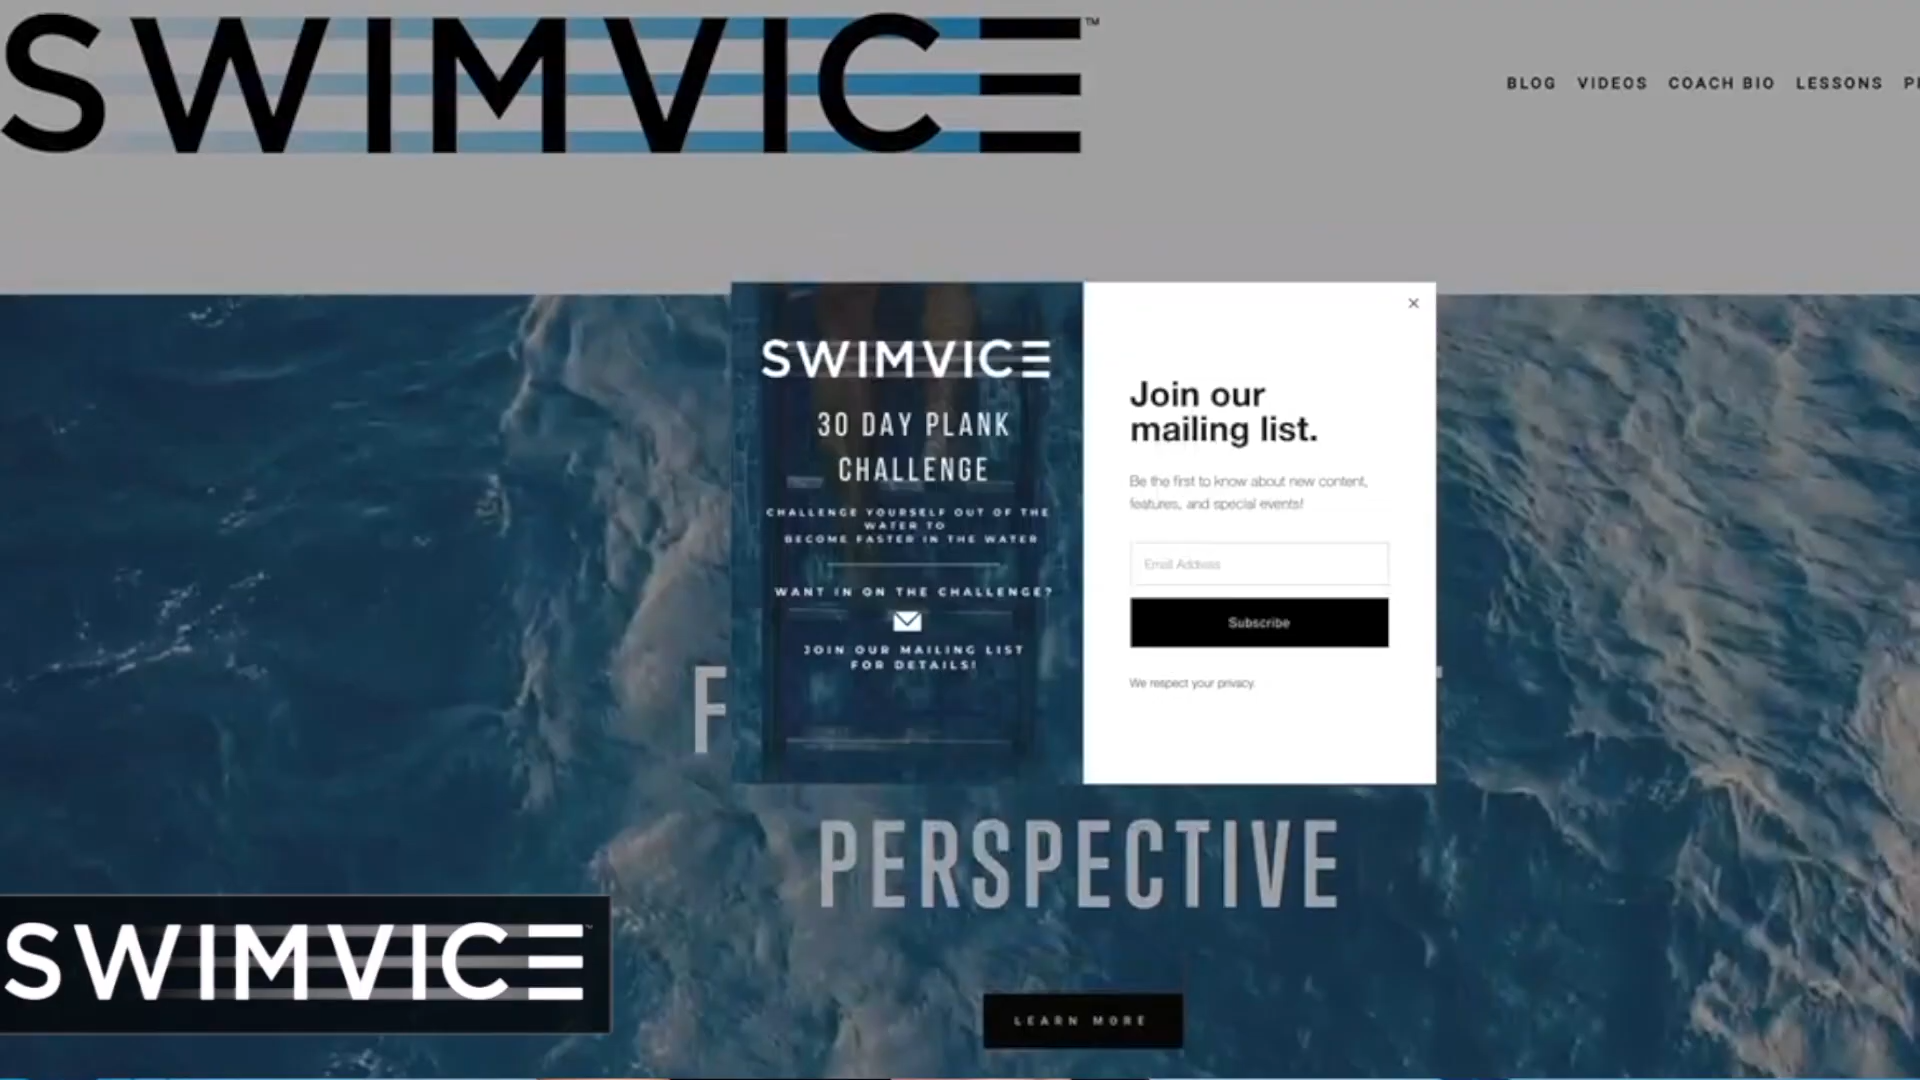 SWIMVICE™
BLOG VIDEOS COACH BIO LESSONS
SWIMVICE
30 DAY PLANK
CHALLENGE
CHALLENGE YOURSELF OUT OF THE
WATER TO
BECOME FASTER IN THE WATER
WANT IN ON THE CHALLENGE?
JOIN OUR MAILING LIST
FOR DETAILS!
×
Join our
mailing list.
Be the first to know about new content,
features, and special events!
Email Address
Subscribe
We respect your privacy.
F
PERSPECTIVE
LEARN MORE
SWIMVICE™